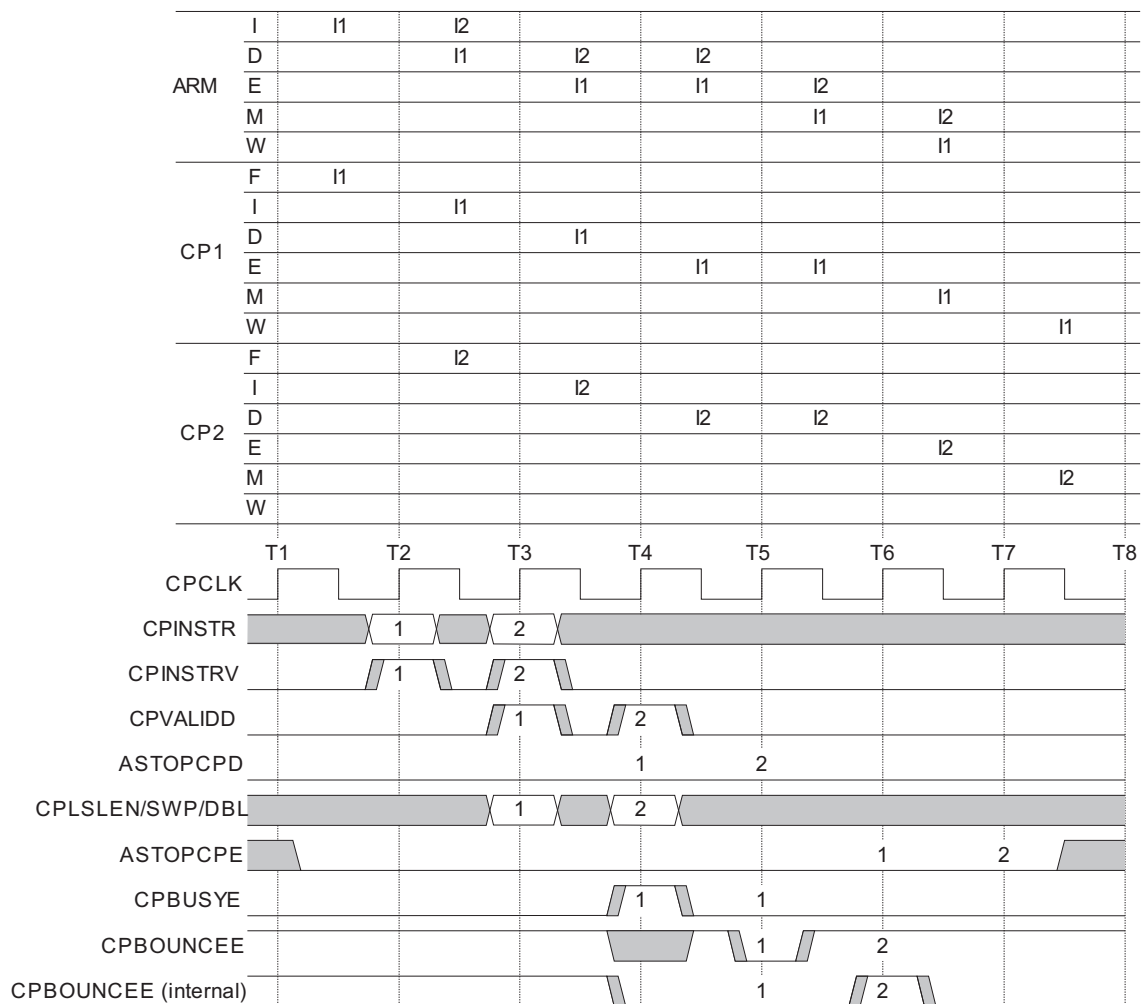 I I1 I2
D I1 I2 I2
ARM E I1 I1 I2
M I1 I2
W I1
F I1
I I1
D I1
CP1
E I1 I1
M I1
W I1
F I2
I I2
D I2 I2
CP2
E I2
M I2
W
T1 T2 T3 T4 T5 T6 T7 T8
CPCLK
CPINSTR 1 2
CPINSTRV 1 2
CPVALIDD 1 2
ASTOPCPD 1 2
CPLSLEN/SWP/DBL 1 2
ASTOPCPE 1 2
CPBUSYE 1 1
CPBOUNCEE 1 2
CPBOUNCEE (internal) 1 2